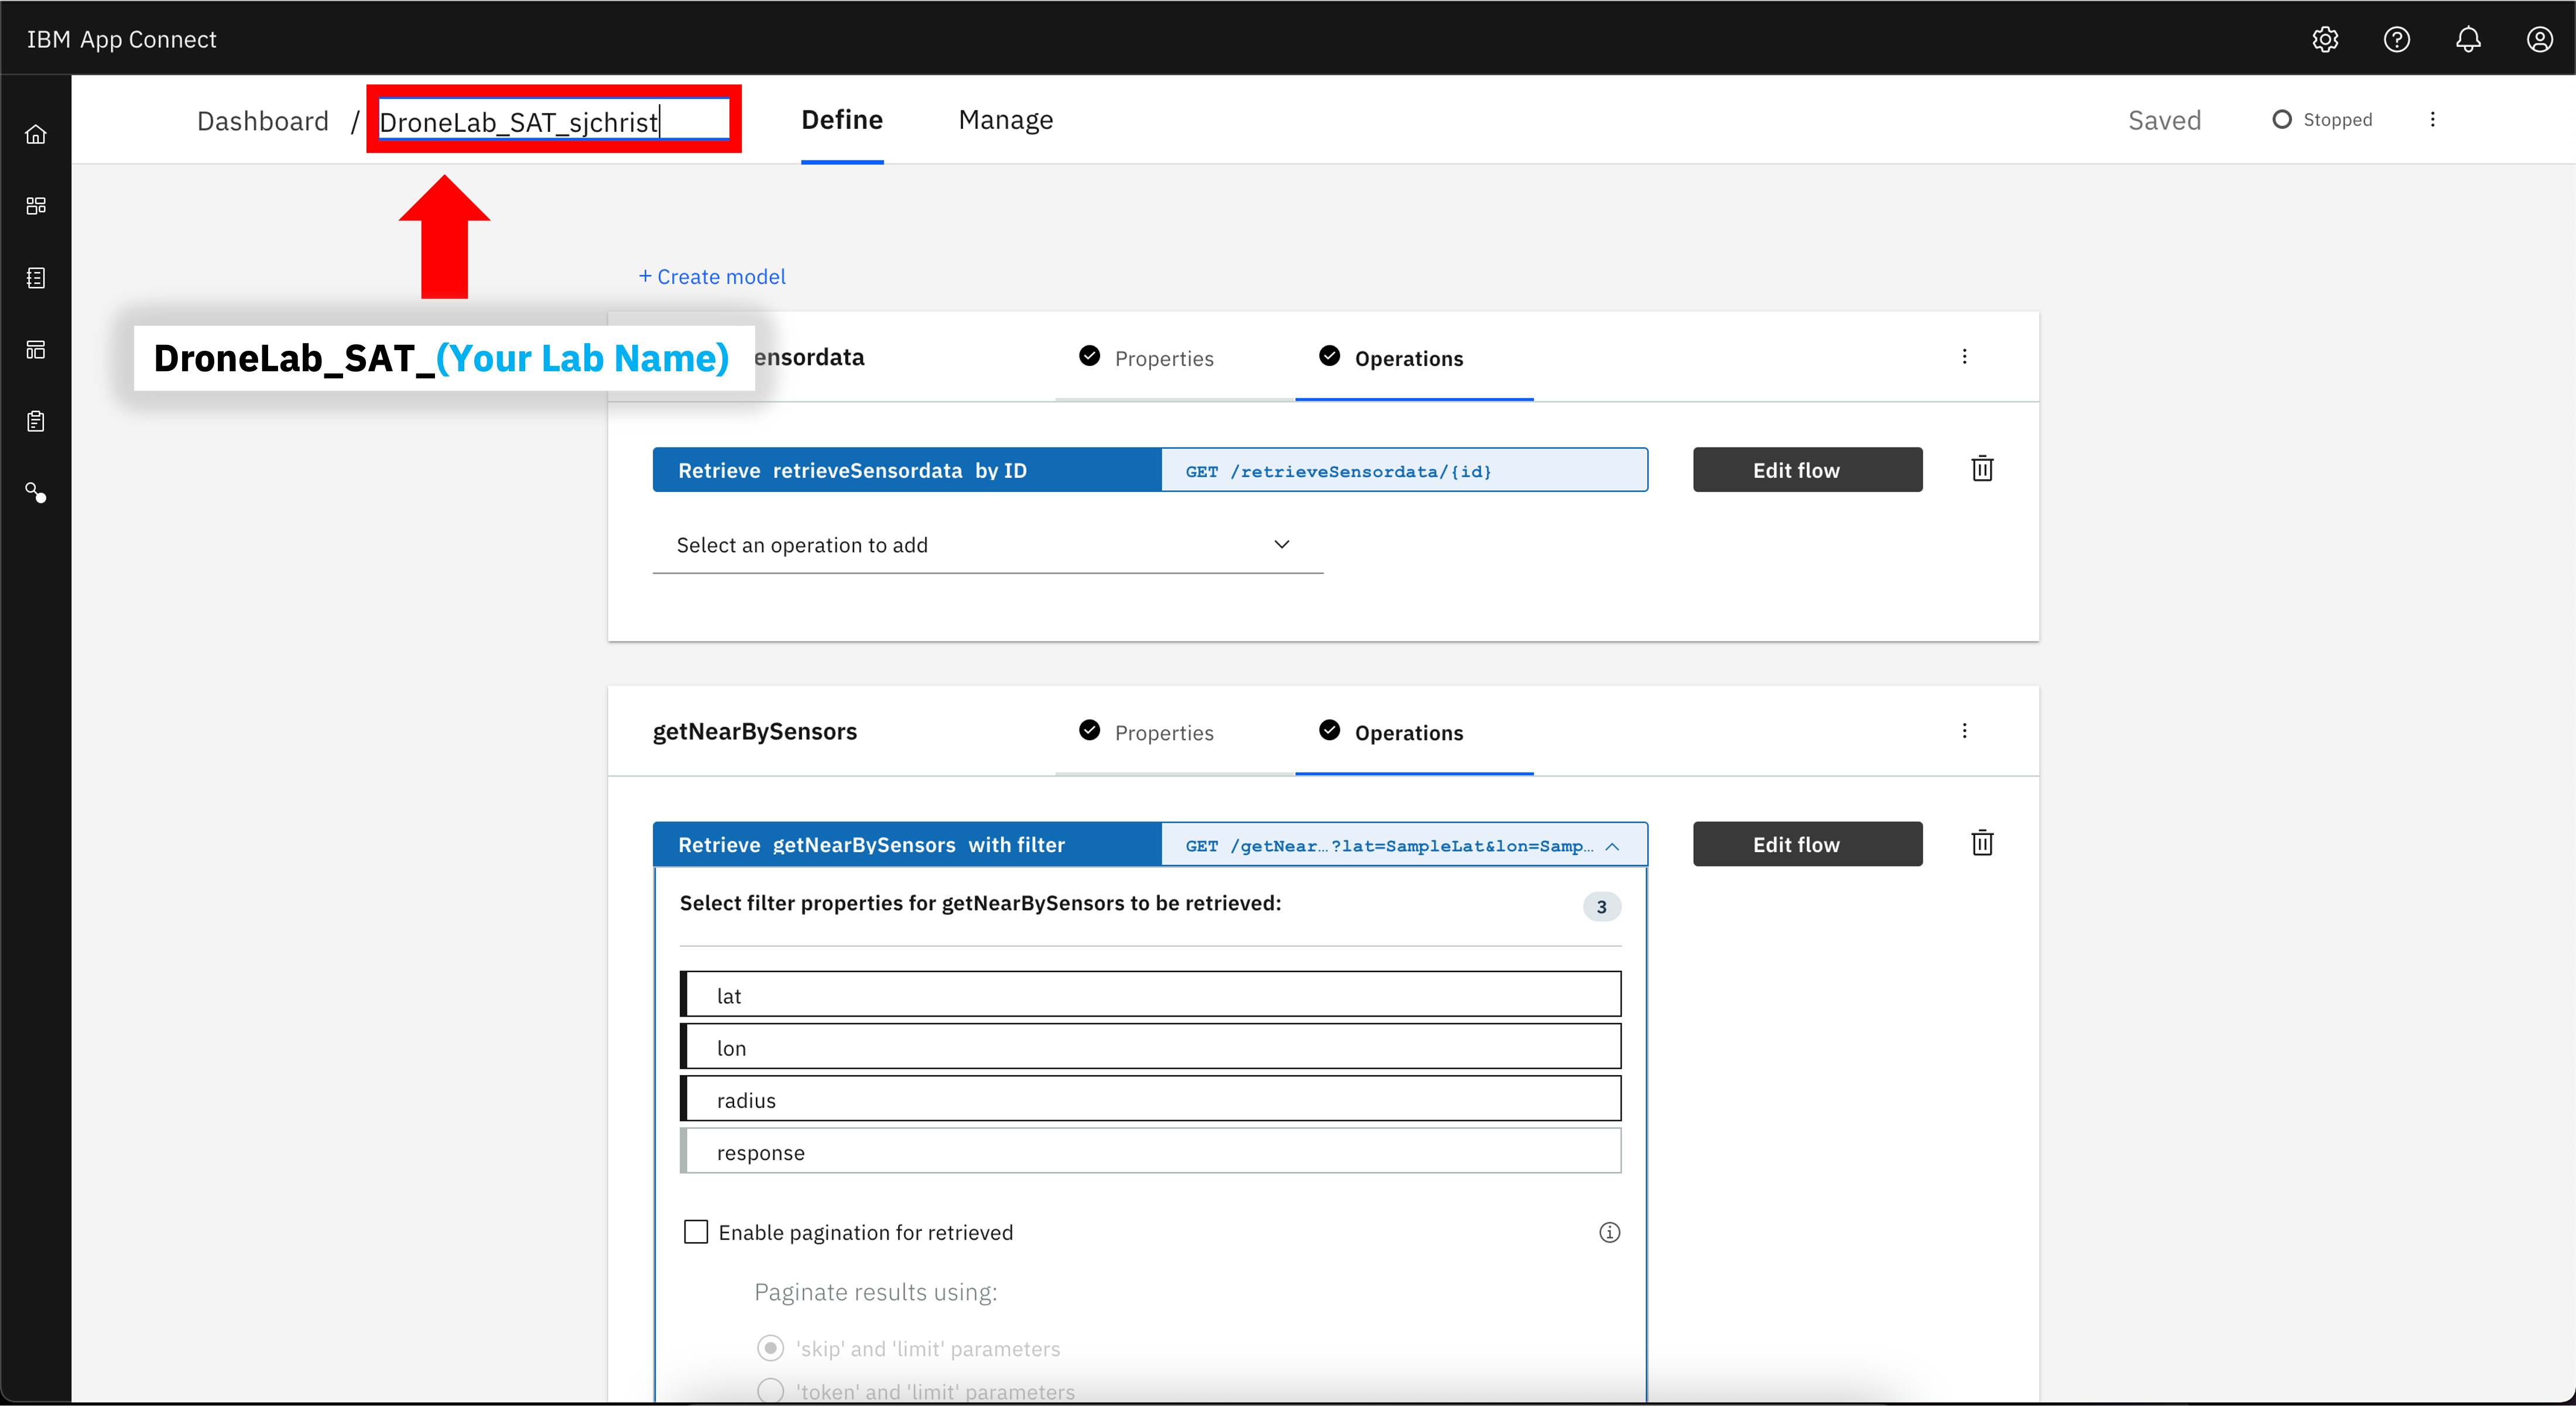 IBM App Connect
Dashboard / DroneLab_SAT_sjchrist Define Manage Saved Stopped
+ Create model
DroneLab_SAT_(Your Lab Name) ensordata Properties Operations
Retrieve retrieveSensordata by ID GET /retrieveSensordata/{id} Edit flow
Select an operation to add
getNearBySensors Properties Operations
Retrieve getNearBySensors with filter GET /getNear…?lat=SampleLat&lon=Samp… Edit flow
Select filter properties for getNearBySensors to be retrieved: 3
lat
lon
radius
response
Enable pagination for retrieved
Paginate results using:
'skip' and 'limit' parameters
'token' and 'limit' parameters